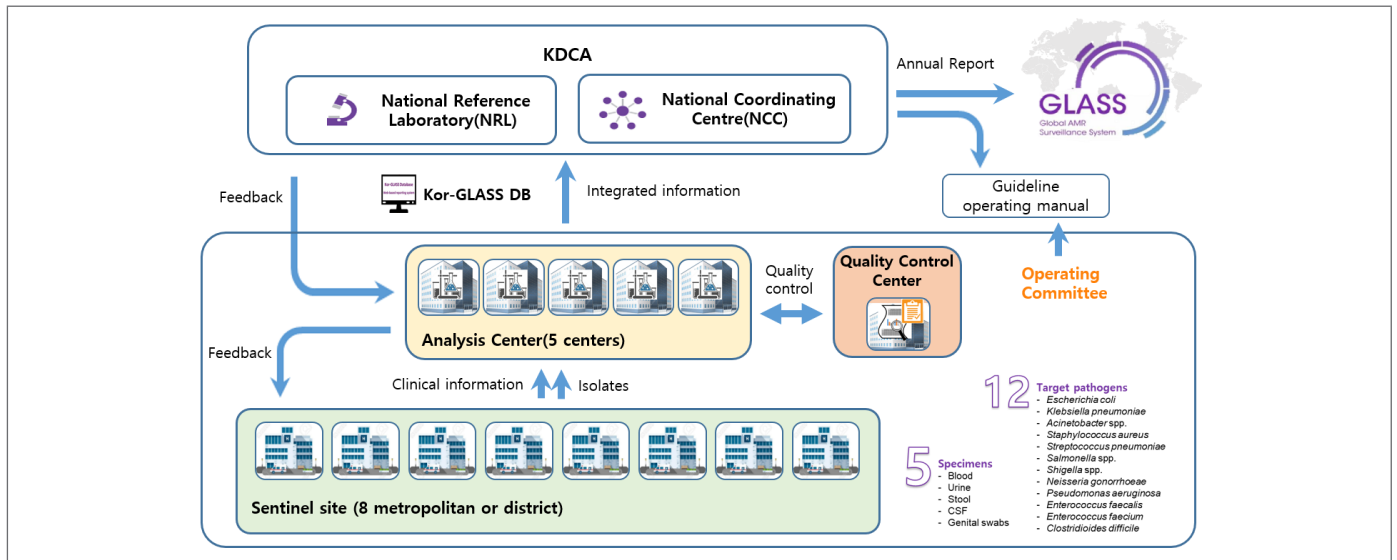 KDCA
National Reference
Laboratory(NRL)
National Coordinating
Centre(NCC)
Annual Report
GLASS
Global AMR
Surveillance System
Feedback
Kor-GLASS Database
Kor-GLASS DB
Integrated information
Guideline
operating manual
Analysis Center(5 centers)
Quality
control
Quality Control
Center
Operating
Committee
Feedback
Clinical information
Isolates
Sentinel site (8 metropolitan or district)
5
Specimens
- Blood
- Urine
- Stool
- CSF
- Genital swabs
12
Target pathogens
- Escherichia coli
- Klebsiella pneumoniae
- Acinetobacter spp.
- Staphylococcus aureus
- Streptococcus pneumoniae
- Salmonella spp.
- Shigella spp.
- Neisseria gonorrhoeae
- Pseudomonas aeruginosa
- Enterococcus faecalis
- Enterococcus faecium
- Clostridioides difficile